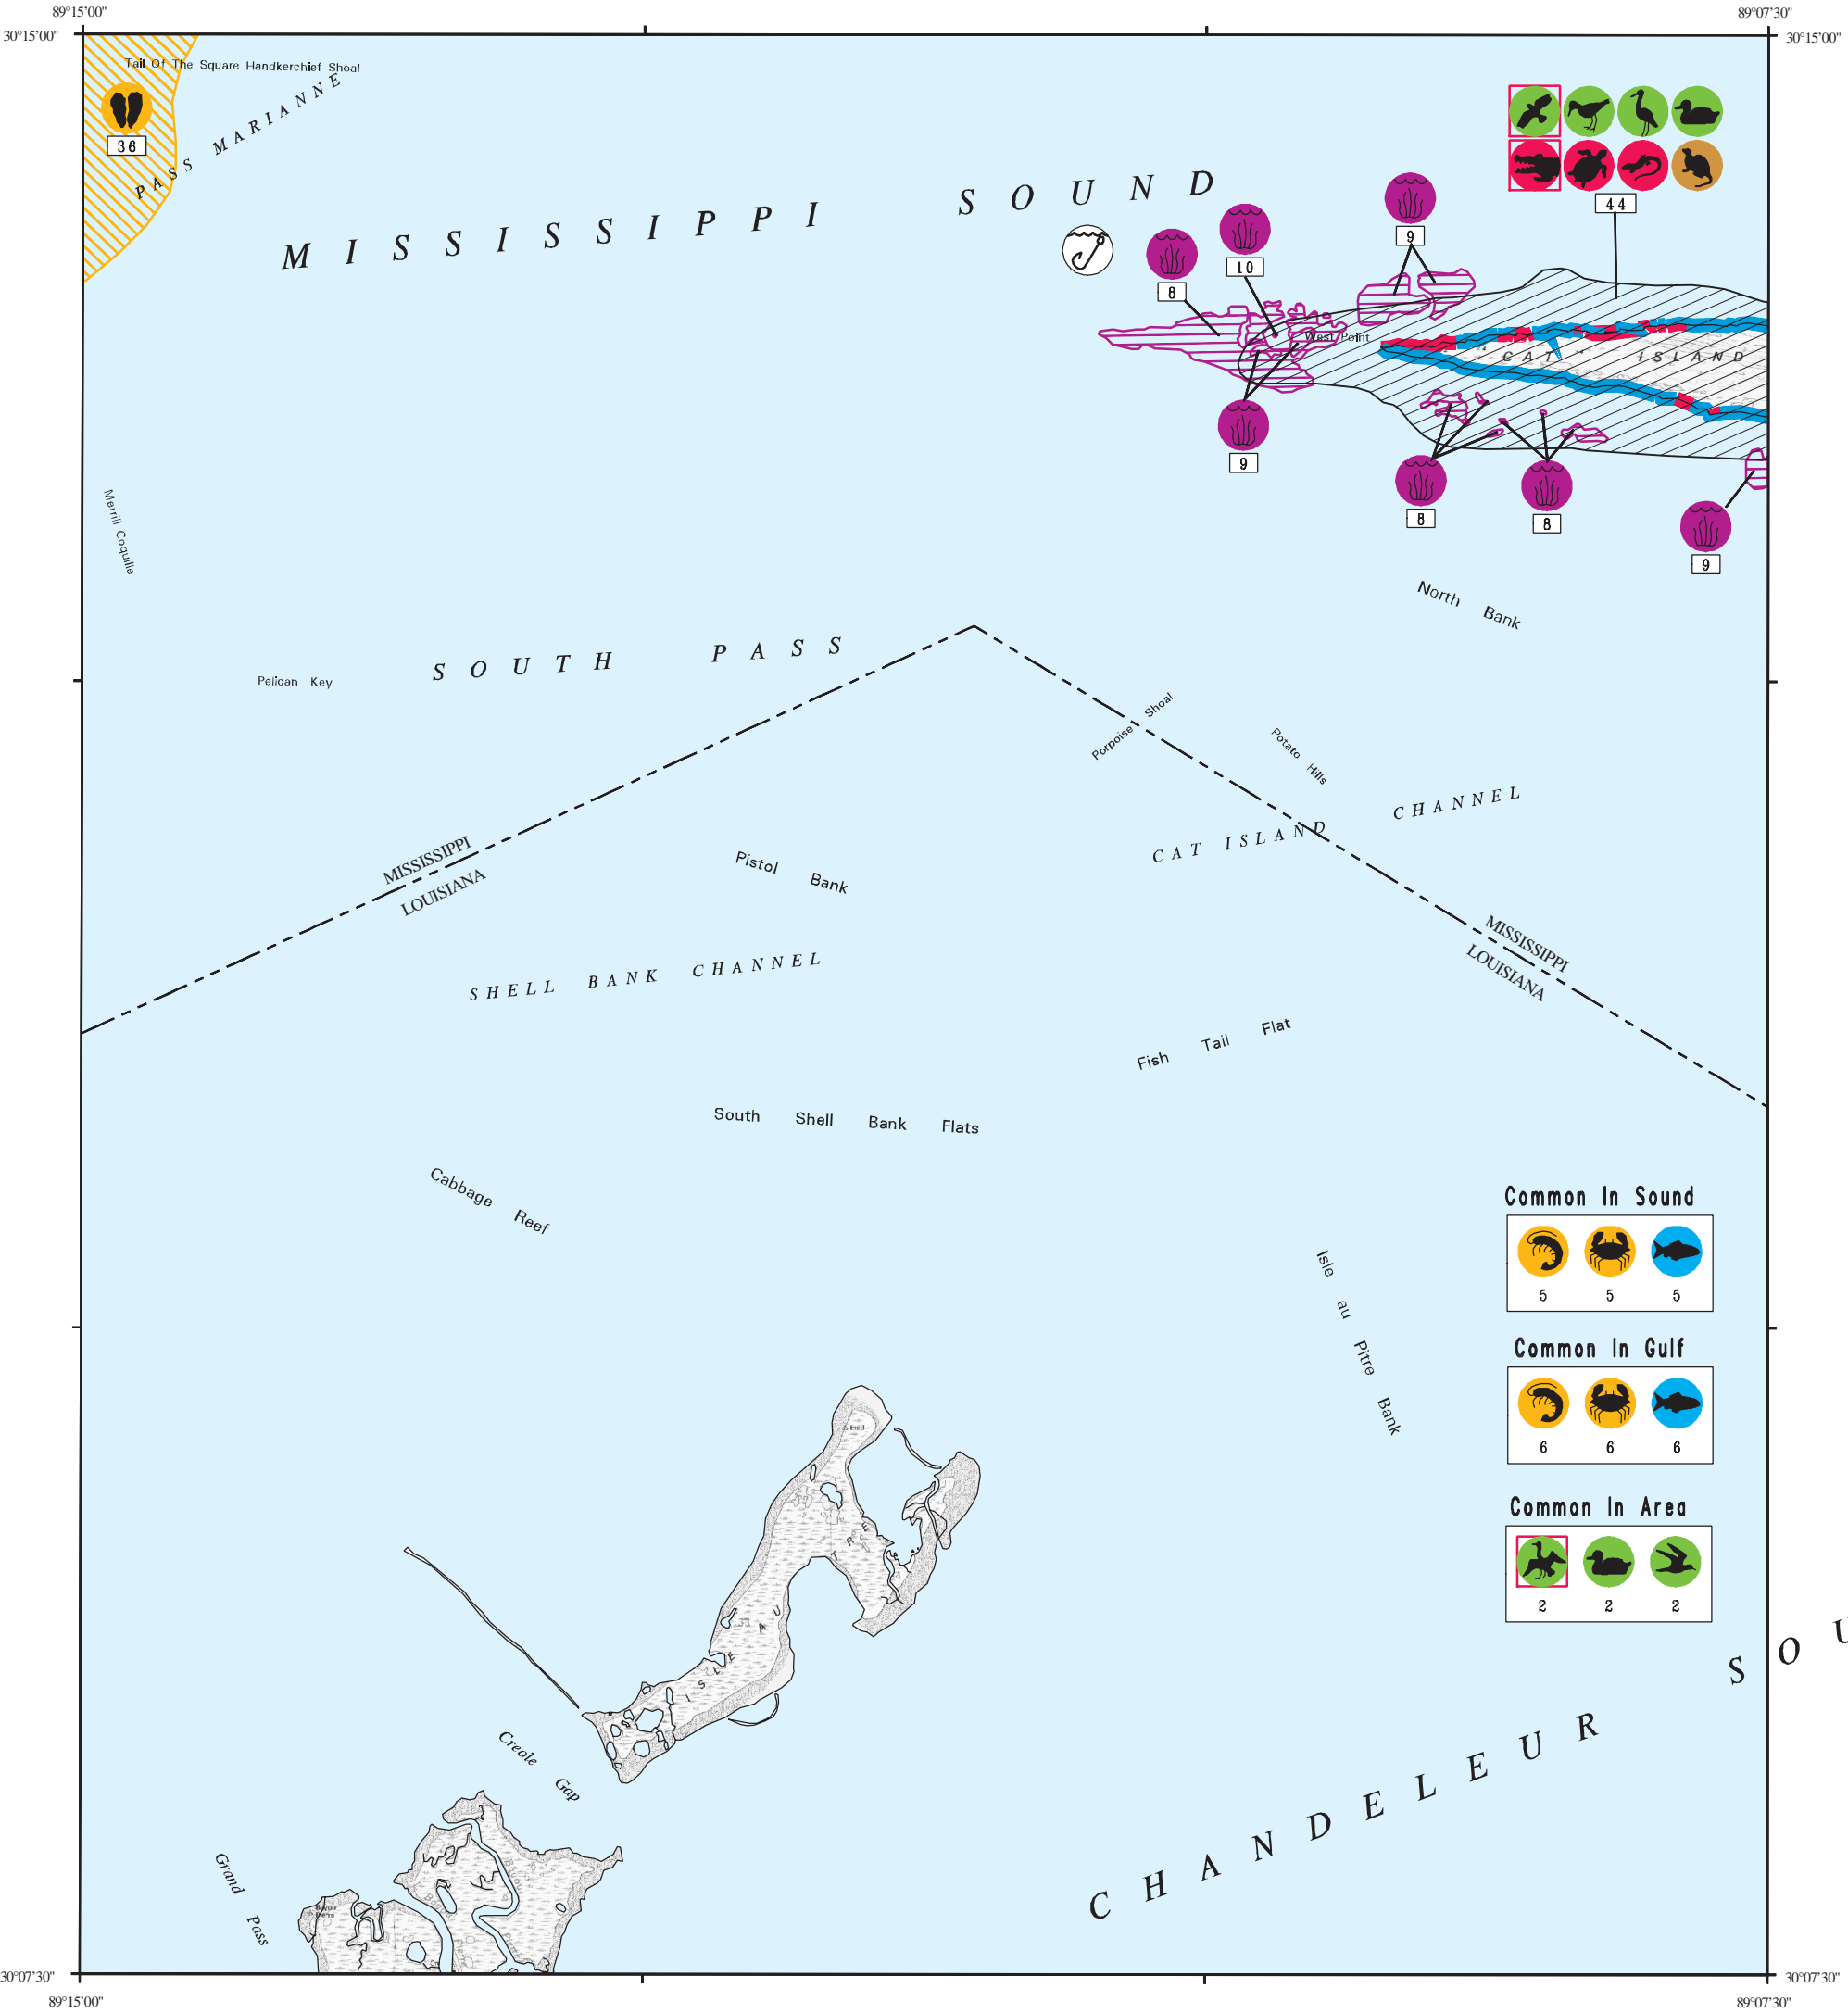 89°15'00"
89°07'30"
30°15'00"
30°15'00"
Tail Of The Square Handkerchief Shoal
PASS MARIANNE
36
MISSISSIPPI SOUND
44
9
10
8
West Point
CAT ISLAND
9
8
8
9
Merrill Coquille
North Bank
SOUTH PASS
Pelican Key
Porpoise Shoal
Potato Hills
CAT ISLAND CHANNEL
MISSISSIPPI
LOUISIANA
Pistol Bank
MISSISSIPPI
LOUISIANA
SHELL BANK CHANNEL
Fish Tail Flat
South Shell Bank Flats
Cabbage Reef
Common In Sound
5 5 5
Isle au Pitre Bank
Common In Gulf
6 6 6
Common In Area
2 2 2
ISLE AU
CHANDELEUR SOU
Creole Gap
Grand Pass
30°07'30"
30°07'30"
89°15'00"
89°07'30"